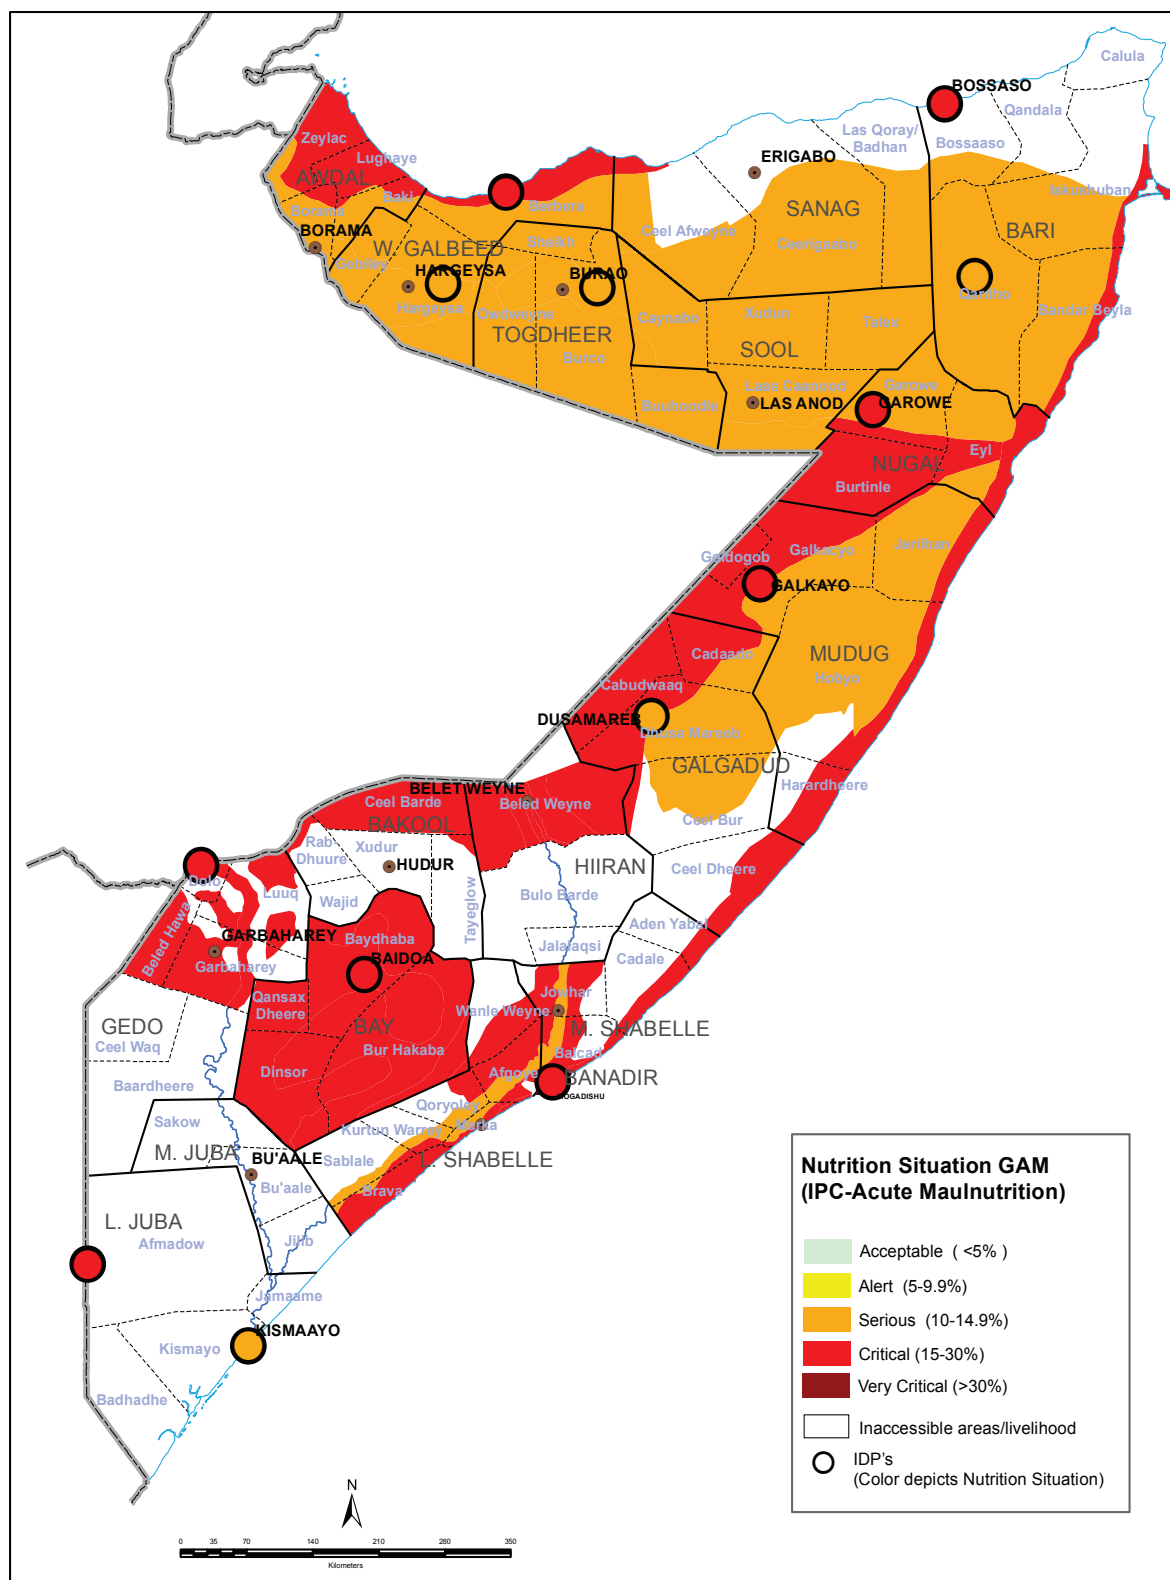 Calula
BOSSASO
Qandala
Las Qoray/
Badhan
Bossaaso
Zeylac
Lughaye
ERIGABO
AWDAL
Baki
Iskushuban
Borama
Berbera
SANAG
BORAMA
Ceel Afweyne
BARI
Sheikh
Ceerigaabo
W. GALBEED
Gebiley
HARGEYSA
BURAO
Qardho
Hargeysa
Owdweyne
Caynabo
Xudun
Talex
Bandar Beyla
TOGDHEER
SOOL
Burco
Laas Caanood
Garowe
Buuhoodle
LAS ANOD
GAROWE
Eyl
NUGAL
Burtinle
Galdogob
Galkacyo
Jariiban
GALKAYO
Cadaado
MUDUG
Hobyo
Cabudwaaq
DUSAMAREB
Dhusa Mareeb
GALGADUD
Harardheere
BELET WEYNE
Ceel Barde
Beled Weyne
BAKOOL
Ceel Bur
Rab
Dhuure
Xudur
HUDUR
HIIRAN
Ceel Dheere
Dolo
Luuq
Wajid
Tayeglow
Bulo Barde
Beled Hawa
GARBAHAREY
Baydhaba
Aden Yabal
Jalalaqsi
Garbaharey
BAIDOA
Cadale
Qansax
Dheere
Jowhar
Wanle Weyne
GEDO
BAY
M. SHABELLE
Ceel Waq
Bur Hakaba
Balcad
Dinsor
Afgoye
BANADIR
Baardheere
MOGADISHU
Qoryoley
Sakow
Kurtun Warrey
Marka
M. JUBA
BU'AALE
Sablale
L. SHABELLE
Bu'aale
Brava
L. JUBA
Afmadow
Jilib
Jamaame
KISMAAYO
Kismayo
Badhadhe
Nutrition Situation GAM
(IPC-Acute Maulnutrition)
Acceptable ( <5% )
Alert (5-9.9%)
Serious (10-14.9%)
Critical (15-30%)
Very Critical (>30%)
Inaccessible areas/livelihood
IDP's
(Color depicts Nutrition Situation)
N
0 35 70 140 210 280 350
Kilometers